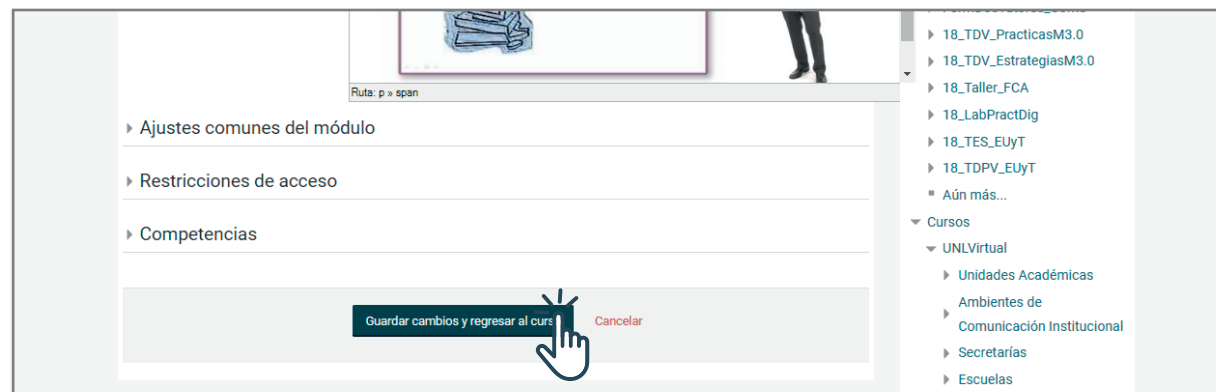 Ruta: p » span
Ajustes comunes del módulo
Restricciones de acceso
Competencias
Guardar cambios y regresar al curs
Cancelar
18_TDV_PracticasM3.0
18_TDV_EstrategiasM3.0
18_Taller_FCA
18_LabPractDig
18_TES_EUyT
18_TDPV_EUyT
Aún más...
Cursos
UNLVirtual
Unidades Académicas
Ambientes de
Comunicación Institucional
Secretarías
Escuelas